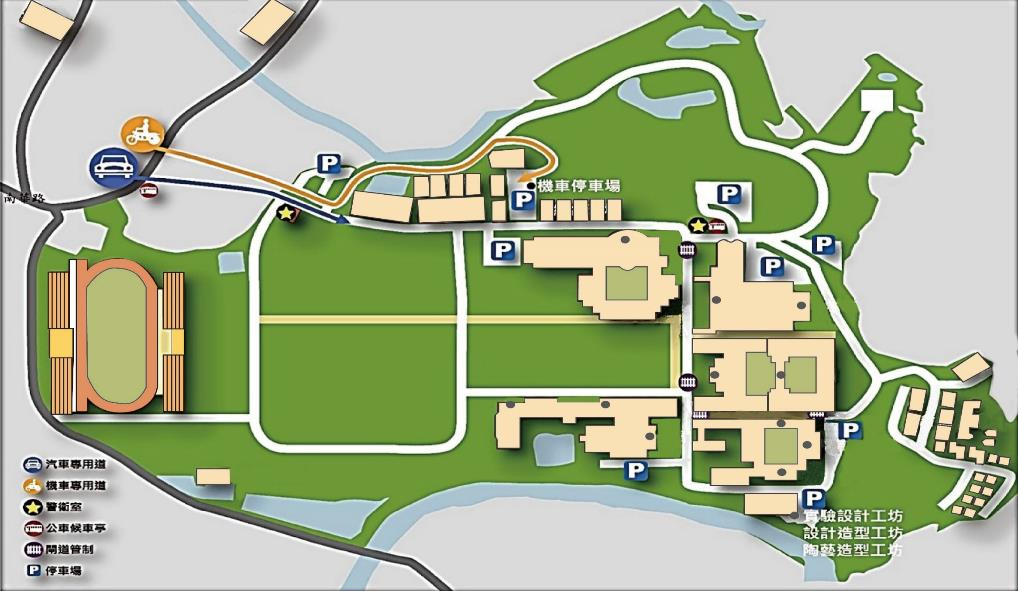 P
機車停車場
P
P
南華路
P
P
P
P
汽車專用道
機車專用道
警衛室
公車候車亭
閘道管制
P 停車場
P
P
P
實驗設計工坊
設計造型工坊
陶藝造型工坊